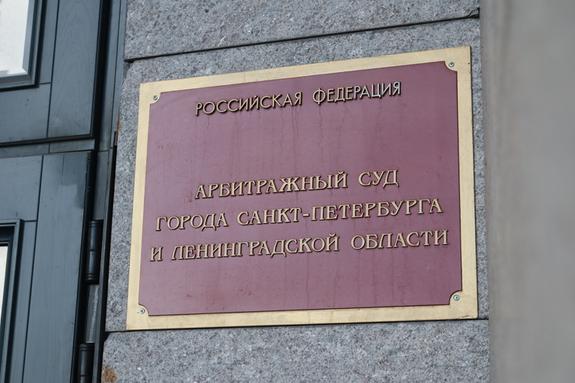 РОССИЙСКАЯ ФЕДЕРАЦИЯ
АРБИТРАЖНЫЙ СУД
ГОРОДА САНКТ-ПЕТЕРБУРГА
И ЛЕНИНГРАДСКОЙ ОБЛАСТИ